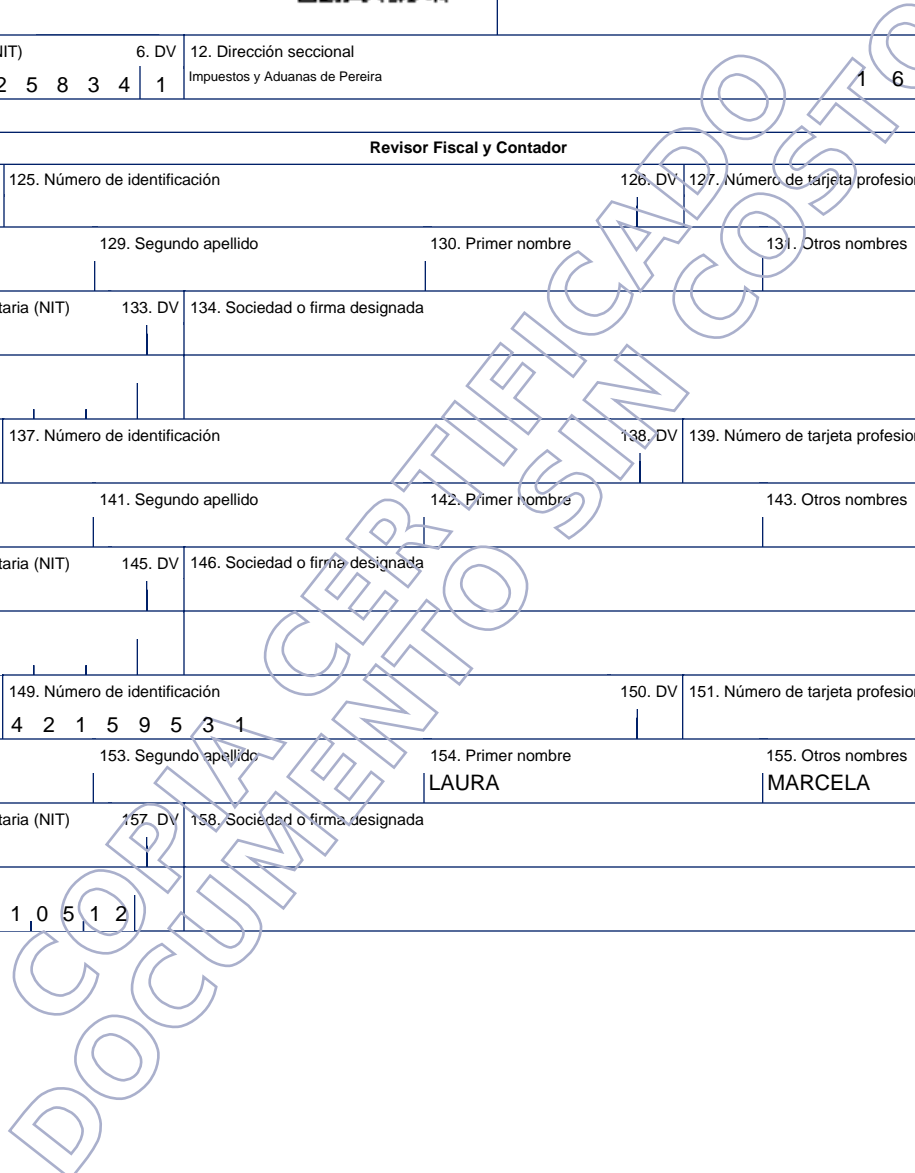 NIT) 6. DV 12. Dirección seccional
2 5 8 3 4 1 Impuestos y Aduanas de Pereira 1 6
Revisor Fiscal y Contador
125. Número de identificación 126. DV 127. Número de tarjeta profesion
129. Segundo apellido 130. Primer nombre 131. Otros nombres
taria (NIT) 133. DV 134. Sociedad o firma designada
137. Número de identificación 138. DV 139. Número de tarjeta profesion
141. Segundo apellido 142. Primer nombre 143. Otros nombres
taria (NIT) 145. DV 146. Sociedad o firma designada
149. Número de identificación 150. DV 151. Número de tarjeta profesion
4 2 1 5 9 5 3 1
153. Segundo apellido 154. Primer nombre 155. Otros nombres
LAURA MARCELA
taria (NIT) 157. DV 158. Sociedad o firma designada
1 0 5 1 2
COPIA CERTIFICADO
DOCUMENTO SIN COSTO